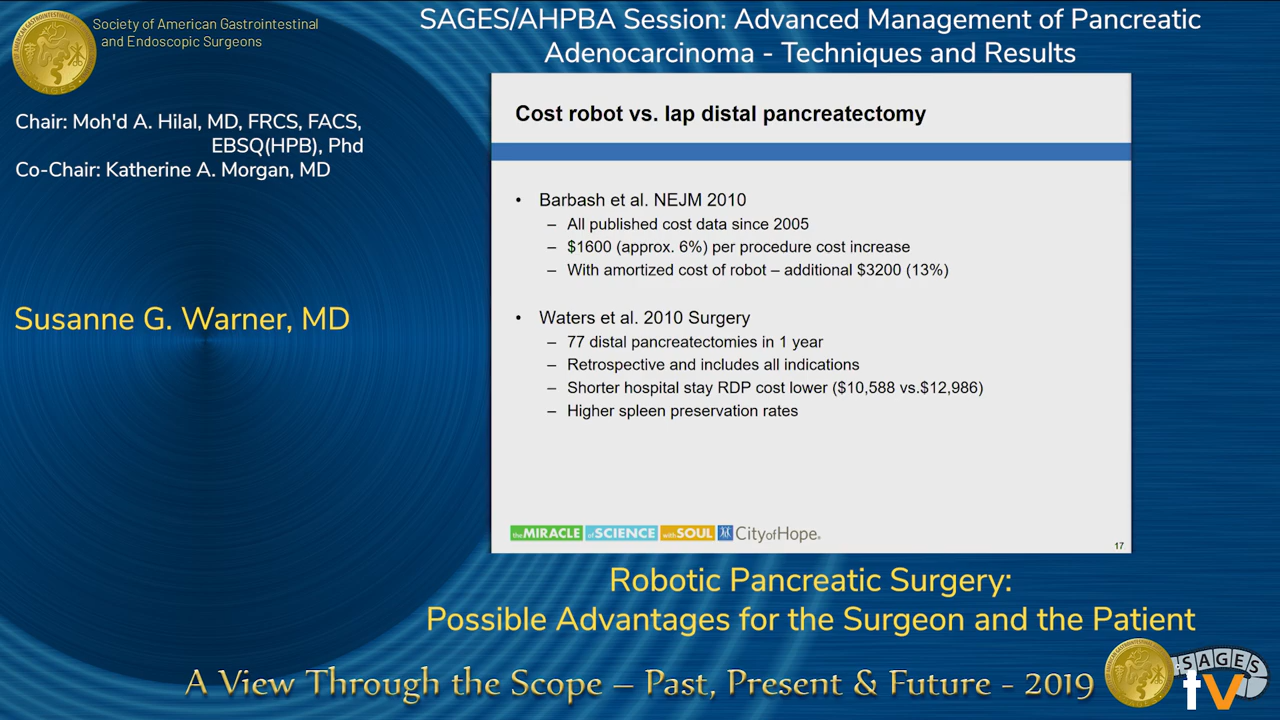 Society of American Gastrointestinal
and Endoscopic Surgeons
SAGES/AHPBA Session: Advanced Management of Pancreatic
Adenocarcinoma - Techniques and Results
Chair: Moh'd A. Hilal, MD, FRCS, FACS,
EBSQ(HPB), Phd
Co-Chair: Katherine A. Morgan, MD
Susanne G. Warner, MD
Cost robot vs. lap distal pancreatectomy
• Barbash et al. NEJM 2010
– All published cost data since 2005
– $1600 (approx. 6%) per procedure cost increase
– With amortized cost of robot – additional $3200 (13%)
• Waters et al. 2010 Surgery
– 77 distal pancreatectomies in 1 year
– Retrospective and includes all indications
– Shorter hospital stay RDP cost lower ($10,588 vs.$12,986)
– Higher spleen preservation rates
the MIRACLE of SCIENCE with SOUL CityofHope®
17
Robotic Pancreatic Surgery:
Possible Advantages for the Surgeon and the Patient
A View Through the Scope – Past, Present & Future - 2019
SAGES
tv